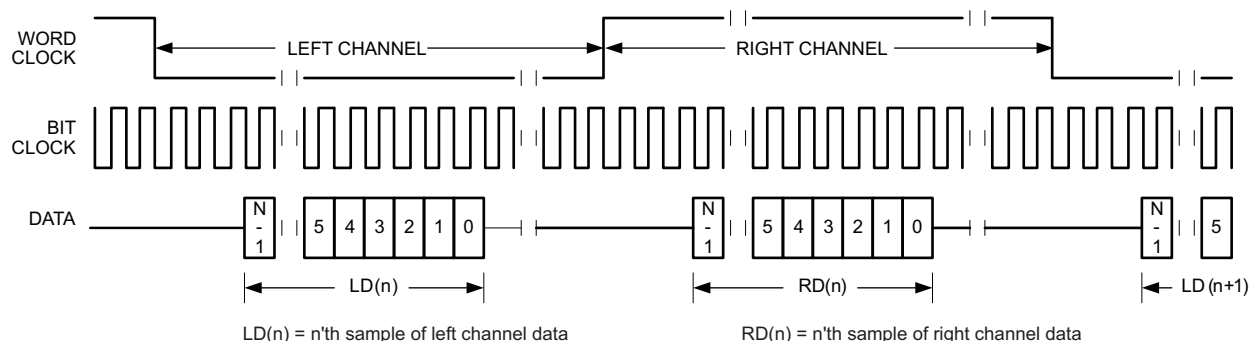 WORD
CLOCK
LEFT CHANNEL
RIGHT CHANNEL
BIT
CLOCK
DATA
N
-
1
5 4 3 2 1 0
N
-
1
5 4 3 2 1 0
N
-
1
5
LD(n)
RD(n)
LD (n+1)
LD(n) = n'th sample of left channel data
RD(n) = n'th sample of right channel data